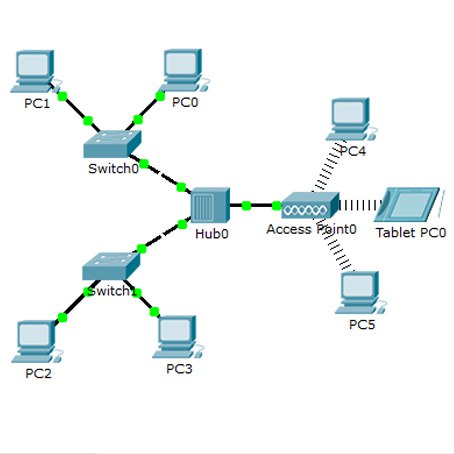 PC1
PC0
PC4
Switch0
Hub0
Access Point0
Tablet PC0
Switch1
PC5
PC2
PC3